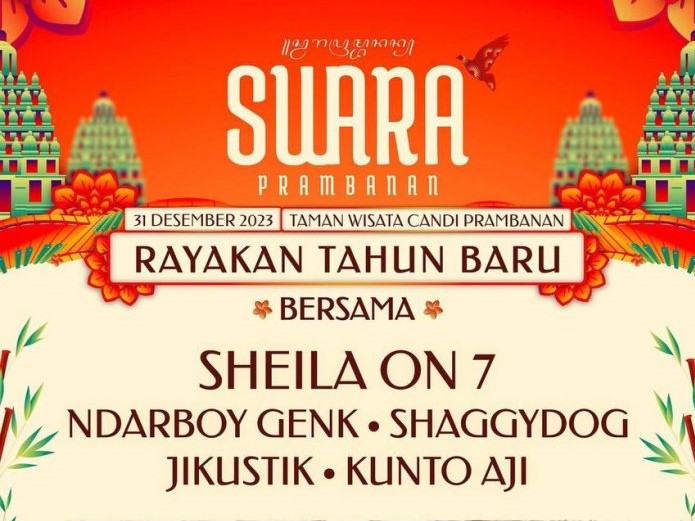 SWARA
PRAMBANAN
31 DESEMBER 2023 TAMAN WISATA CANDI PRAMBANAN
RAYAKAN TAHUN BARU
BERSAMA
SHEILA ON 7
NDARBOY GENK • SHAGGYDOG
JIKUSTIK • KUNTO AJI